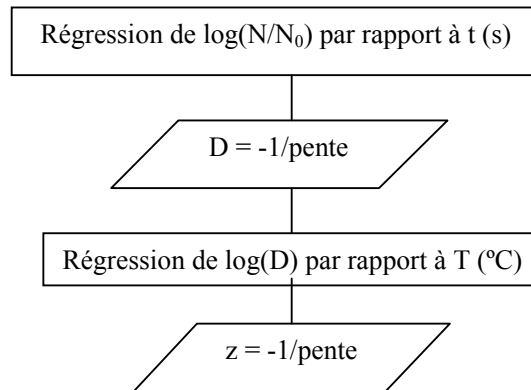 Régression de log(N/N₀) par rapport à t (s)
D = -1/pente
Régression de log(D) par rapport à T (ºC)
z = -1/pente